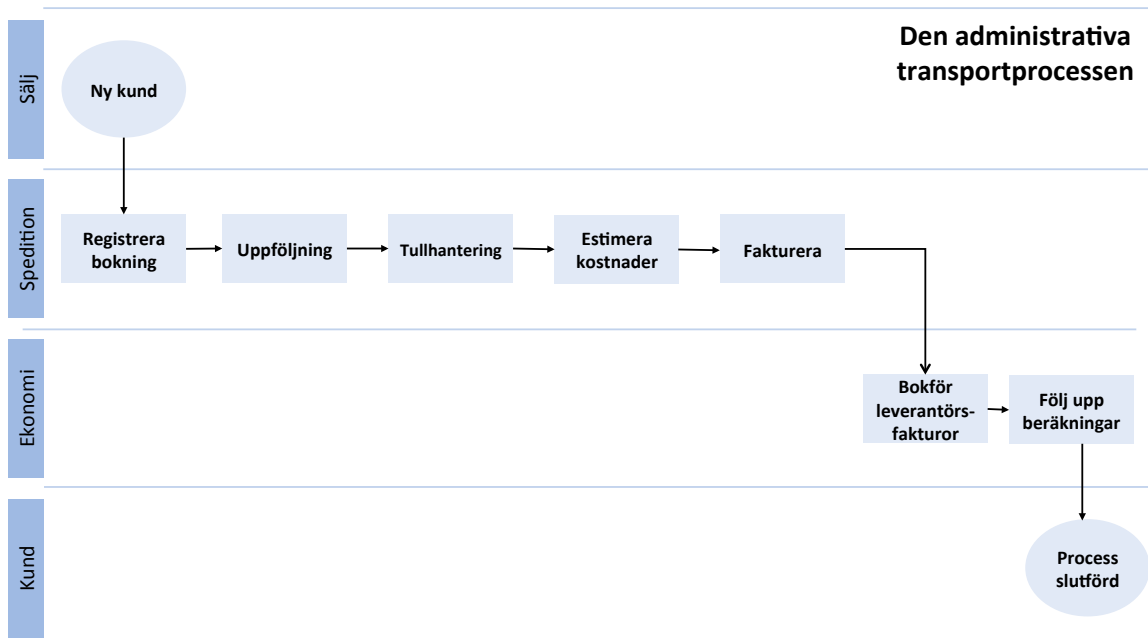 Den administrativa
transportprocessen
Sälj
Ny kund
Spedition
Registrera
bokning
Uppföljning
Tullhantering
Estimera
kostnader
Fakturera
Ekonomi
Bokför
leverantörs-
fakturor
Följ upp
beräkningar
Kund
Process
slutförd